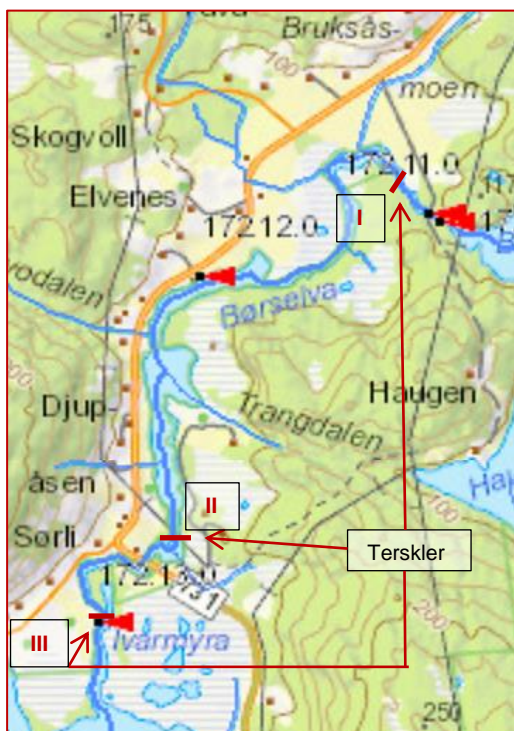 175
Bruksås-
100
moen
Skogvoll
172 11.0
Elvenes
I
172 12.0
Børselva
Haugen
Djup-
Trangdalen
åsen
II
100
Sørli
Terskler
172.13.0
731
200
III
Ivarmyra
250